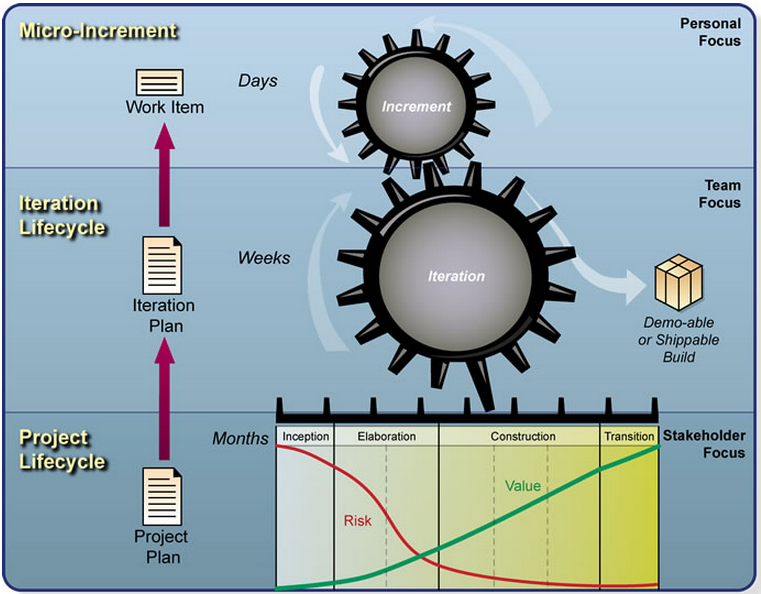 Micro-Increment
Personal
Focus
Days
Work Item
Increment
Iteration
Lifecycle
Team
Focus
Weeks
Iteration
Iteration
Plan
Demo-able
or Shippable
Build
Project
Lifecycle
Months
Inception
Elaboration
Construction
Transition
Stakeholder
Focus
Value
Risk
Project
Plan